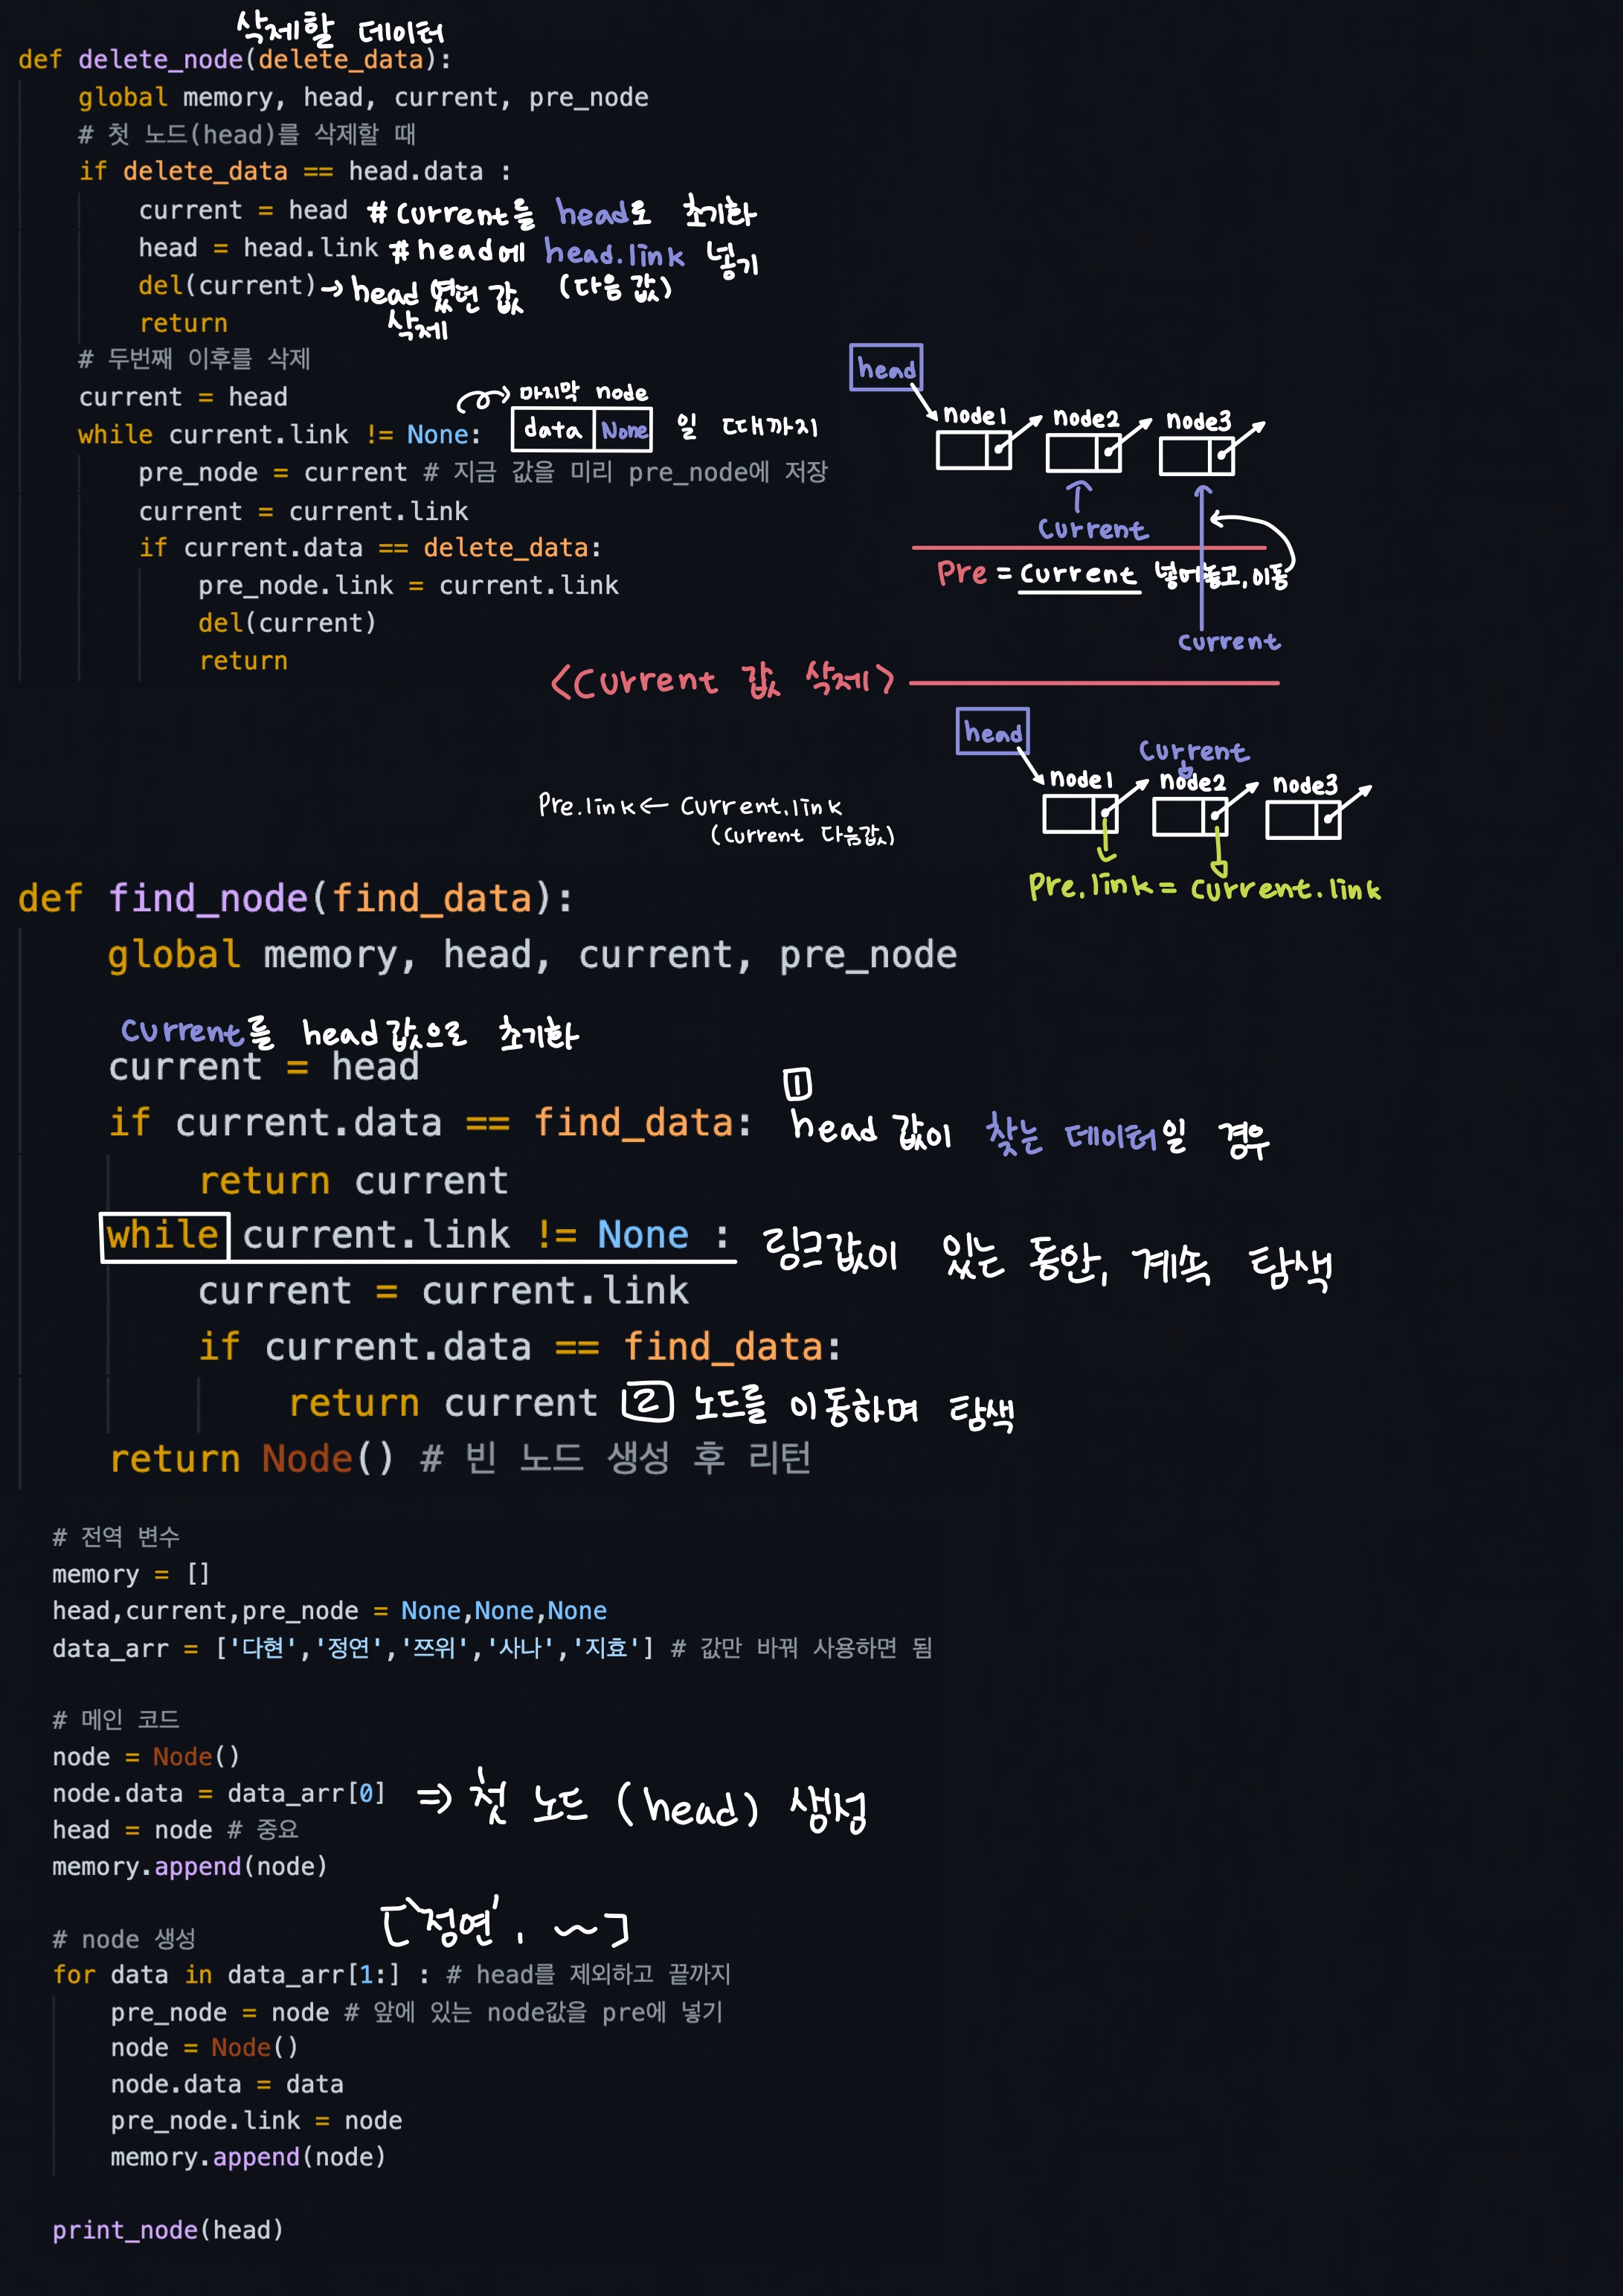 삭제할 데이터
def delete_node(delete_data):
global memory, head, current, pre_node
# 첫 노드(head)를 삭제할 때
if delete_data == head.data :
current = head # current를 head로 초기화
head = head.link # head에 head.link 넣기
del(current) → head였던 값 (다음 값)
삭제
return
# 두번째 이후를 삭제
current = head
마지막 node
while current.link != None: data None 일 때까지
pre_node = current # 지금 값을 미리 pre_node에 저장
current = current.link
if current.data == delete_data:
pre_node.link = current.link
del(current)
return
head
node1 node2 node3
current
Pre = current 넣어놓고, 이동
current
<Current 값 삭제>
head
current
node1 node2 node3
Pre.link ← Current.link
(Current 다음값)
Pre.link = current.link
def find_node(find_data):
global memory, head, current, pre_node
current를 head값으로 초기화
current = head
1
if current.data == find_data: head 값이 찾는 데이터일 경우
return current
while current.link != None : 링크값이 있는 동안, 계속 탐색
current = current.link
if current.data == find_data:
return current 2 노드를 이동하며 탐색
return Node() # 빈 노드 생성 후 리턴
# 전역 변수
memory = []
head,current,pre_node = None,None,None
data_arr = ['다현','정연','쯔위','사나','지효'] # 값만 바꿔 사용하면 됨
# 메인 코드
node = Node()
node.data = data_arr[0] ⇒ 첫 노드 (head) 생성
head = node # 중요
memory.append(node)
['정연', ~]
# node 생성
for data in data_arr[1:] : # head를 제외하고 끝까지
pre_node = node # 앞에 있는 node값을 pre에 넣기
node = Node()
node.data = data
pre_node.link = node
memory.append(node)
print_node(head)